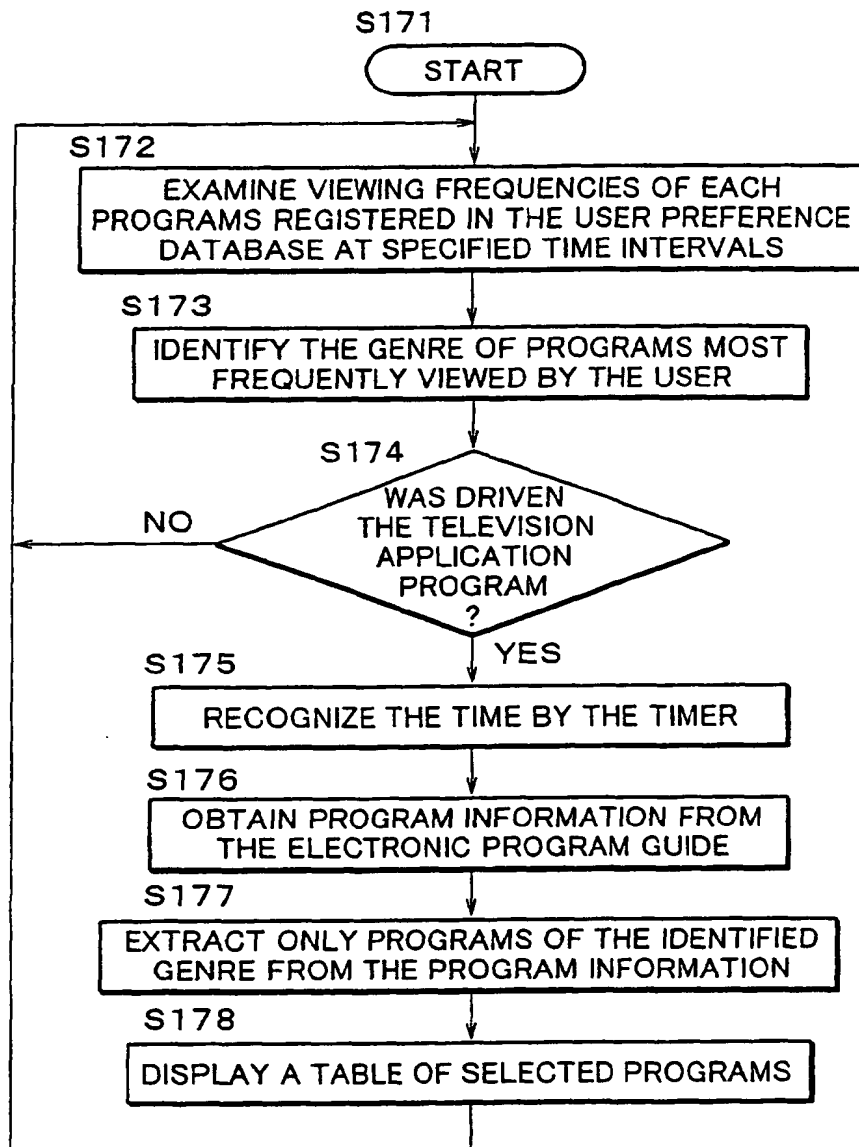 S171
START
S172
EXAMINE VIEWING FREQUENCIES OF EACH
PROGRAMS REGISTERED IN THE USER PREFERENCE
DATABASE AT SPECIFIED TIME INTERVALS
S173
IDENTIFY THE GENRE OF PROGRAMS MOST
FREQUENTLY VIEWED BY THE USER
S174
WAS DRIVEN
THE TELEVISION
APPLICATION
PROGRAM
?
NO
YES
S175
RECOGNIZE THE TIME BY THE TIMER
S176
OBTAIN PROGRAM INFORMATION FROM
THE ELECTRONIC PROGRAM GUIDE
S177
EXTRACT ONLY PROGRAMS OF THE IDENTIFIED
GENRE FROM THE PROGRAM INFORMATION
S178
DISPLAY A TABLE OF SELECTED PROGRAMS